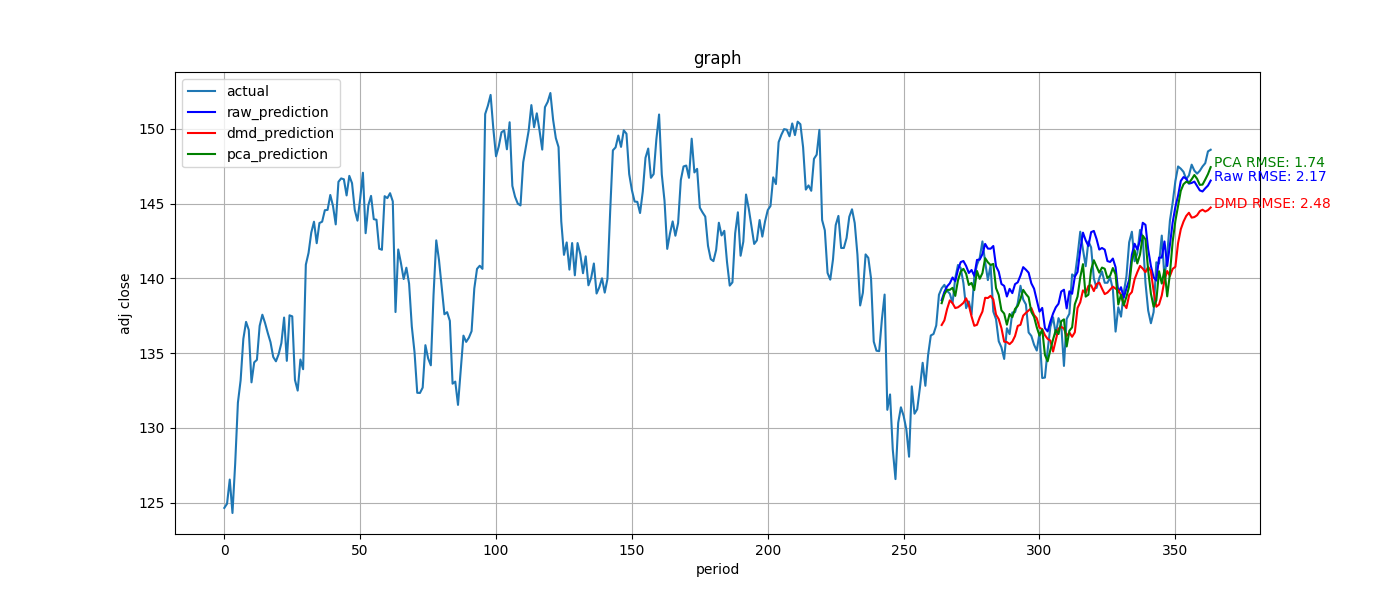 graph
actual
raw_prediction
dmd_prediction
pca_prediction
150
145
140
135
130
125
adj close
PCA RMSE: 1.74
Raw RMSE: 2.17
DMD RMSE: 2.48
0 50 100 150 200 250 300 350
period